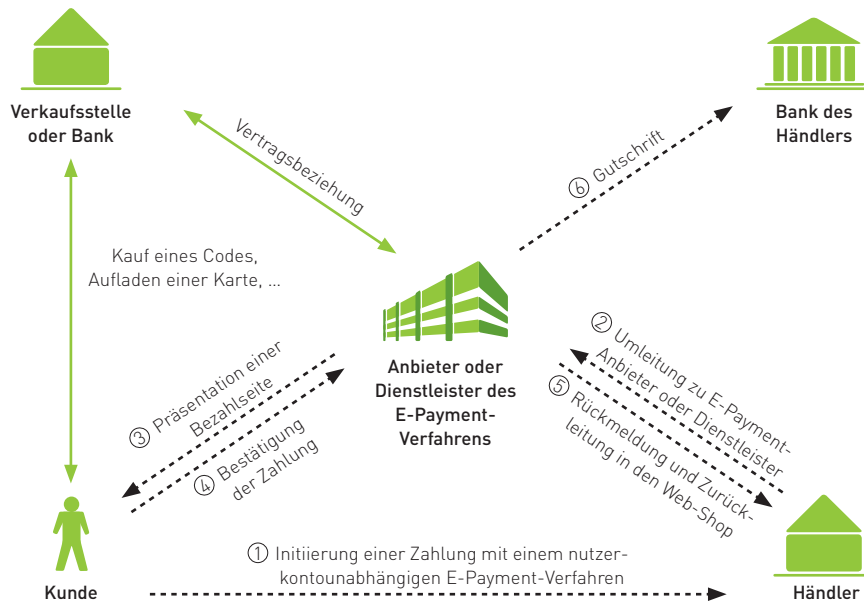 Verkaufsstelle
oder Bank
Bank des
Händlers
Vertragsbeziehung
⑥ Gutschrift
Kauf eines Codes,
Aufladen einer Karte, ...
Anbieter oder
Dienstleister des
E-Payment-
Verfahrens
② Umleitung zu E-Payment-
Anbieter oder Dienstleister
③ Präsentation einer
Bezahlseite
④ Bestätigung
der Zahlung
⑤ Rückmeldung und Zurück-
leitung in den Web-Shop
① Initiierung einer Zahlung mit einem nutzer-
kontounabhängigen E-Payment-Verfahren
Kunde
Händler